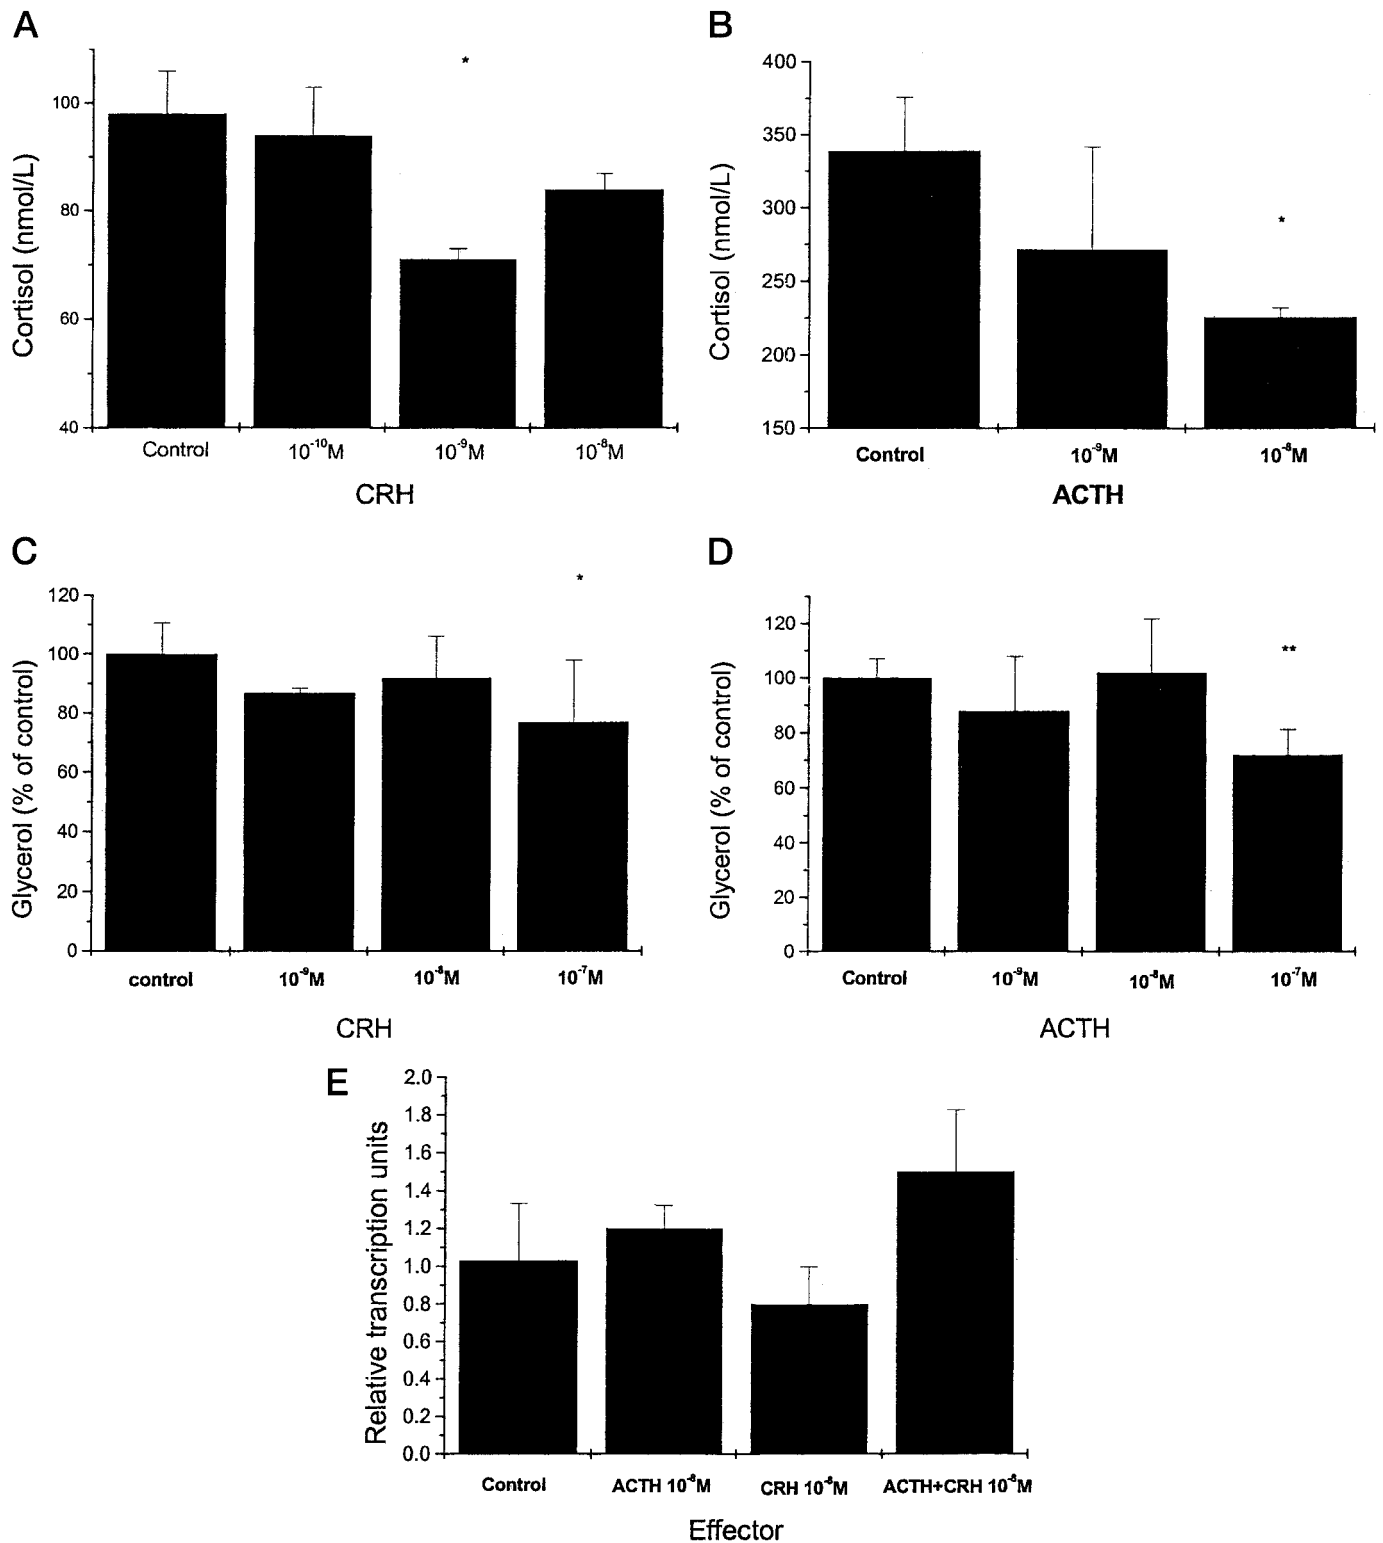 A
Cortisol (nmol/L)
100
80
60
40
*
Control 10⁻¹⁰M 10⁻⁹M 10⁻⁸M
CRH
B
Cortisol (nmol/L)
400
350
300
250
200
150
*
Control 10⁻⁹M 10⁻⁸M
ACTH
C
Glycerol (% of control)
120
100
80
60
40
20
0
*
control 10⁻⁹M 10⁻⁸M 10⁻⁷M
CRH
D
Glycerol (% of control)
120
100
80
60
40
20
0
**
Control 10⁻⁹M 10⁻⁸M 10⁻⁷M
ACTH
E
Relative transcription units
2.0
1.8
1.6
1.4
1.2
1.0
0.8
0.6
0.4
0.2
0.0
Control ACTH 10⁻⁸M CRH 10⁻⁸M ACTH+CRH 10⁻⁸M
Effector